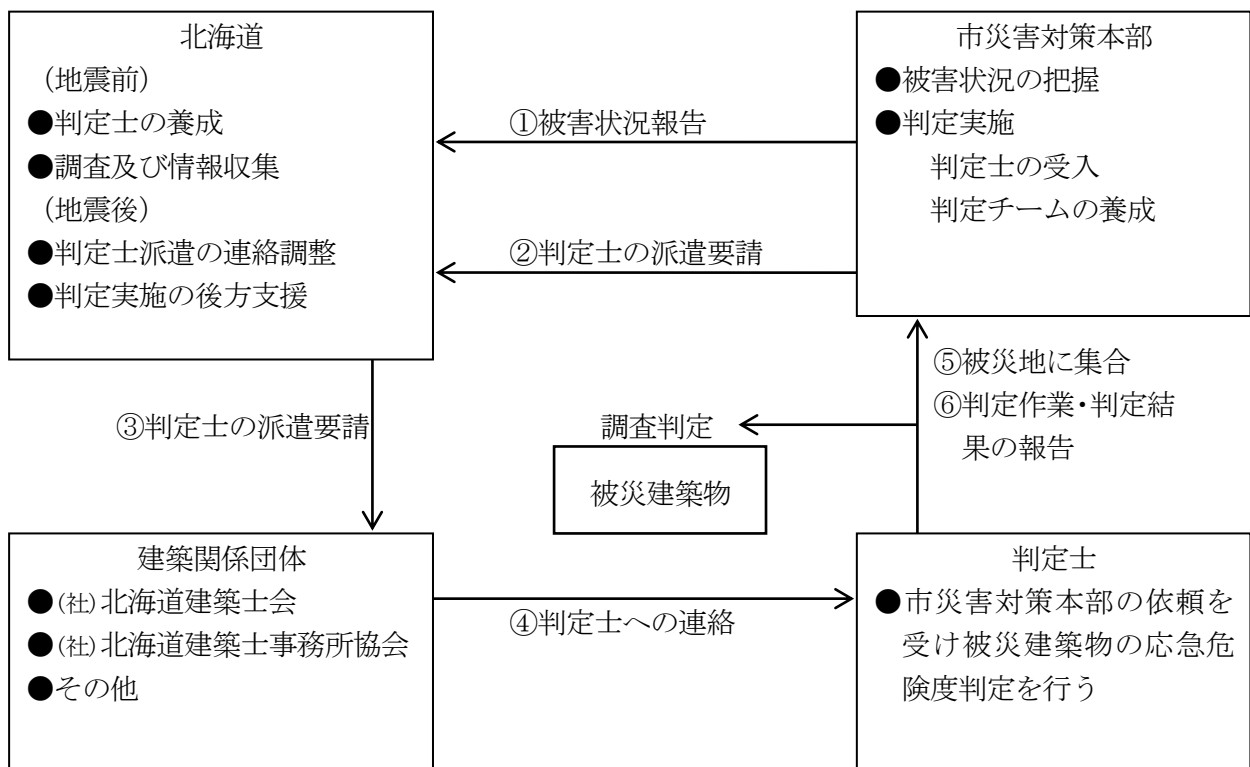 北海道
（地震前）
●判定士の養成
●調査及び情報収集
（地震後）
●判定士派遣の連絡調整
●判定実施の後方支援
①被害状況報告
②判定士の派遣要請
市災害対策本部
●被害状況の把握
●判定実施
判定士の受入
判定チームの養成
③判定士の派遣要請
調査判定
被災建築物
⑤被災地に集合
⑥判定作業・判定結
果の報告
建築関係団体
●(社)北海道建築士会
●(社)北海道建築士事務所協会
●その他
④判定士への連絡
判定士
●市災害対策本部の依頼を
受け被災建築物の応急危
険度判定を行う